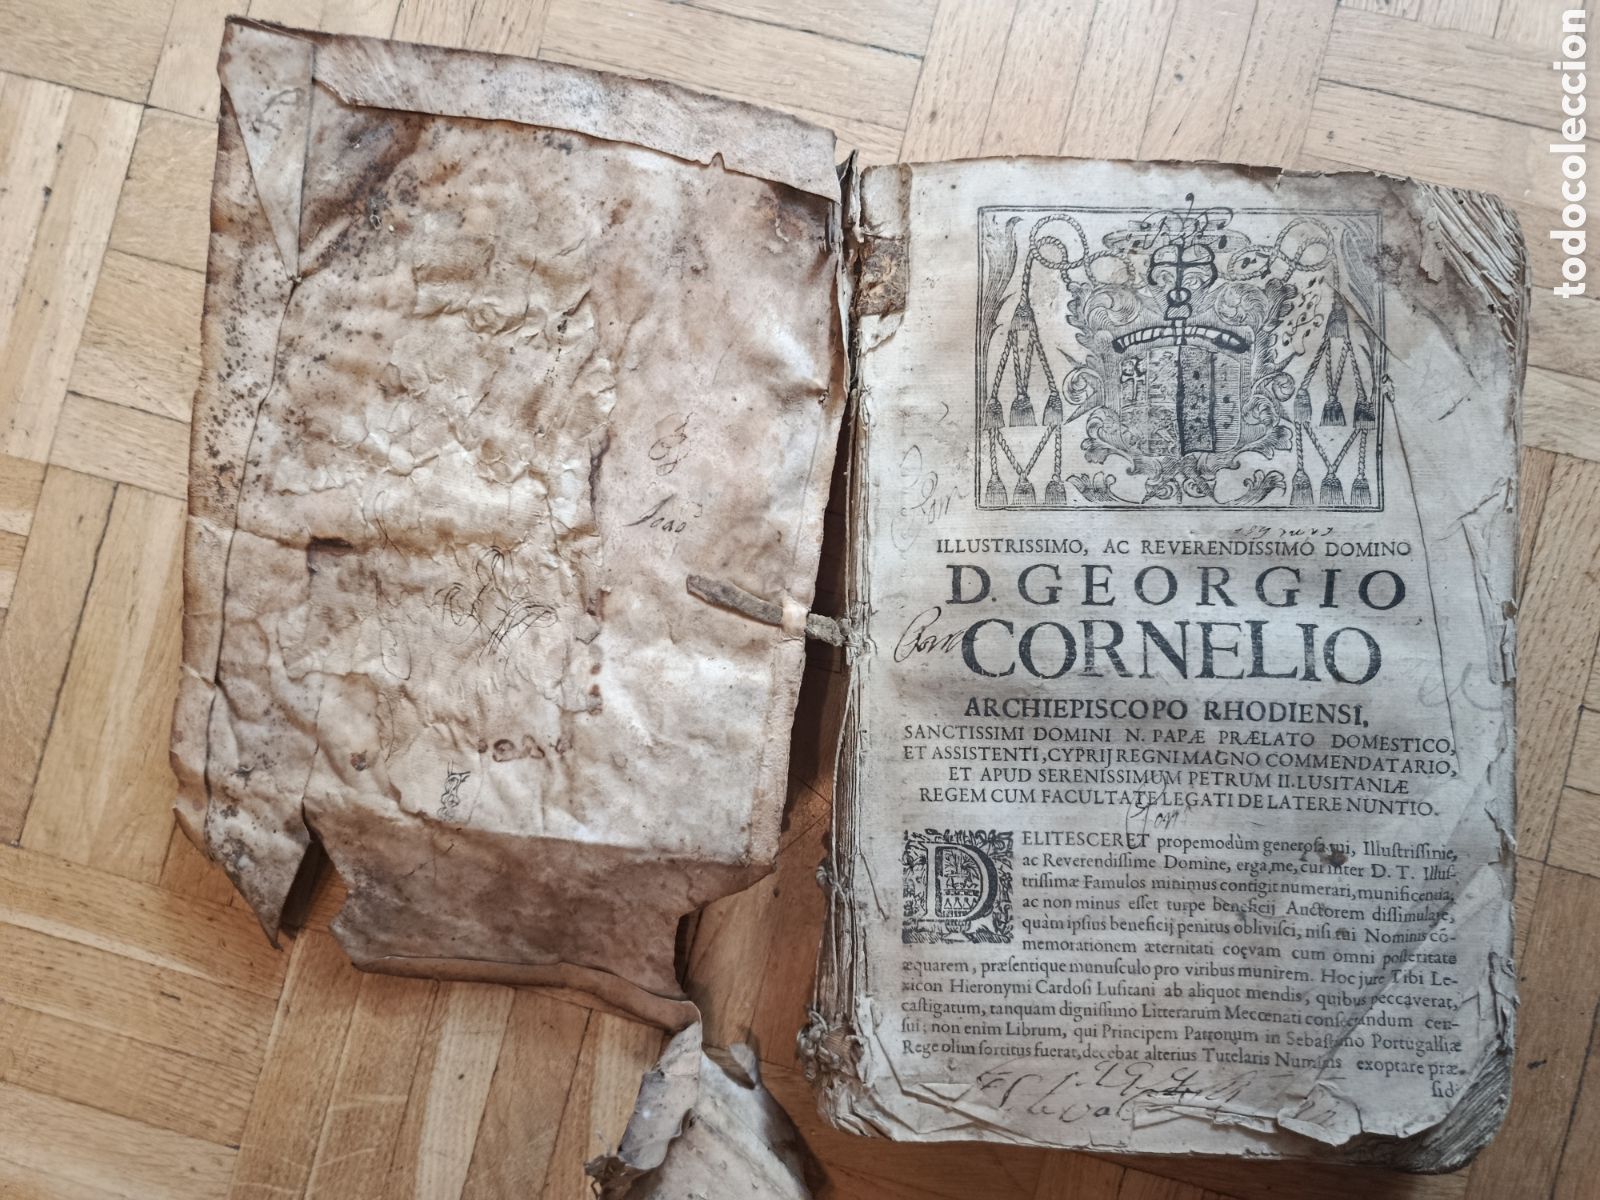 Joaõ
ILLUSTRISSIMO, AC REVERENDISSIMO DOMINO
D. GEORGIO
CORNELIO
ARCHIEPISCOPO RHODIENSI,
SANCTISSIMI DOMINI N. PAPÆ PRÆLATO DOMESTICO,
ET ASSISTENTI, CYPRIJ REGNI MAGNO COMMENDATARIO,
ET APUD SERENISSIMUM PETRUM II. LUSITANIÆ
REGEM CUM FACULTATE LEGATI DE LATERE NUNTIO.
DELITESCERET propemodùm generosa mi, Illustrissime,
ac Reverendissime Domine, erga me, cui inter D. T. Illus-
trissimæ Famulos minimus contigit numerari, munificentia;
ac non minus esset turpe beneficij Auctorem dissimulare,
quàm ipsius beneficij penitus oblivisci, nisi tui Nominis cō-
memorationem æternitati coęvam cum omni posteritate
æquarem, præsentique munusculo pro viribus munirem. Hoc jure Tibi Le-
xicon Hieronymi Cardosi Lusitani ab aliquot mendis, quibus peccaverat,
castigatum, tanquam dignissimo Litterarum Mecœnati consecrandum cen-
sui; non enim Librum, qui Principem Patronum in Sebastiano Portugalliæ
Rege olim sortitus fuerat, decebat alterius Tutelaris Numinis exoptare præ-
sid
todocoleccion